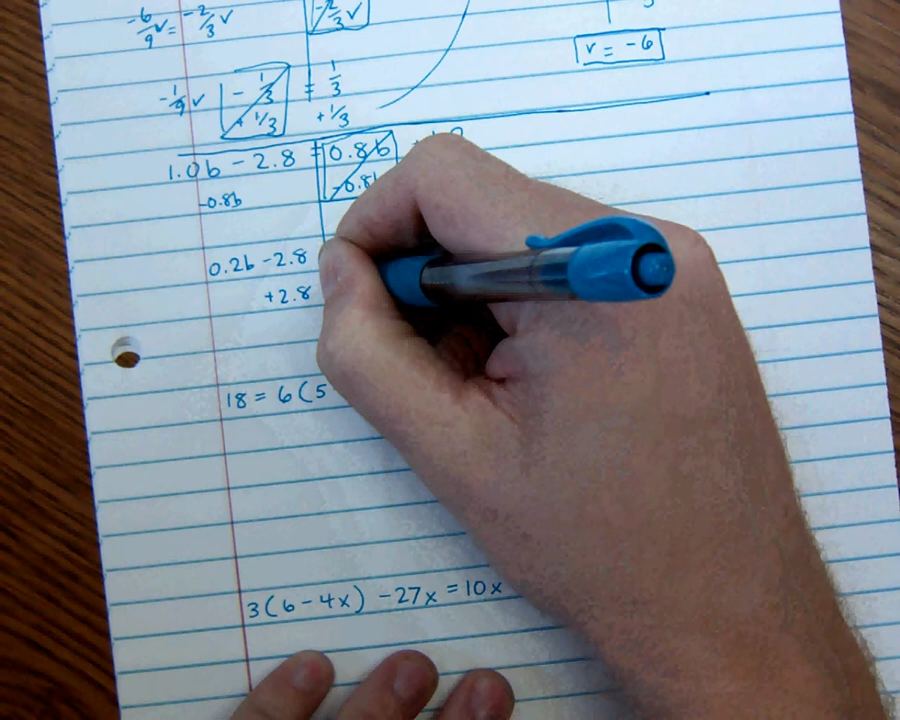 -6/9 v = -2/3 v -2/3 v
r = -6
-1/9 v - 1/3 = 1/3
+ 1/3 + 1/3
1.0b - 2.8 = 0.8b
-0.8b -0.8b
0.2b - 2.8
+2.8
18 = 6(5
3(6-4x) - 27x = 10x